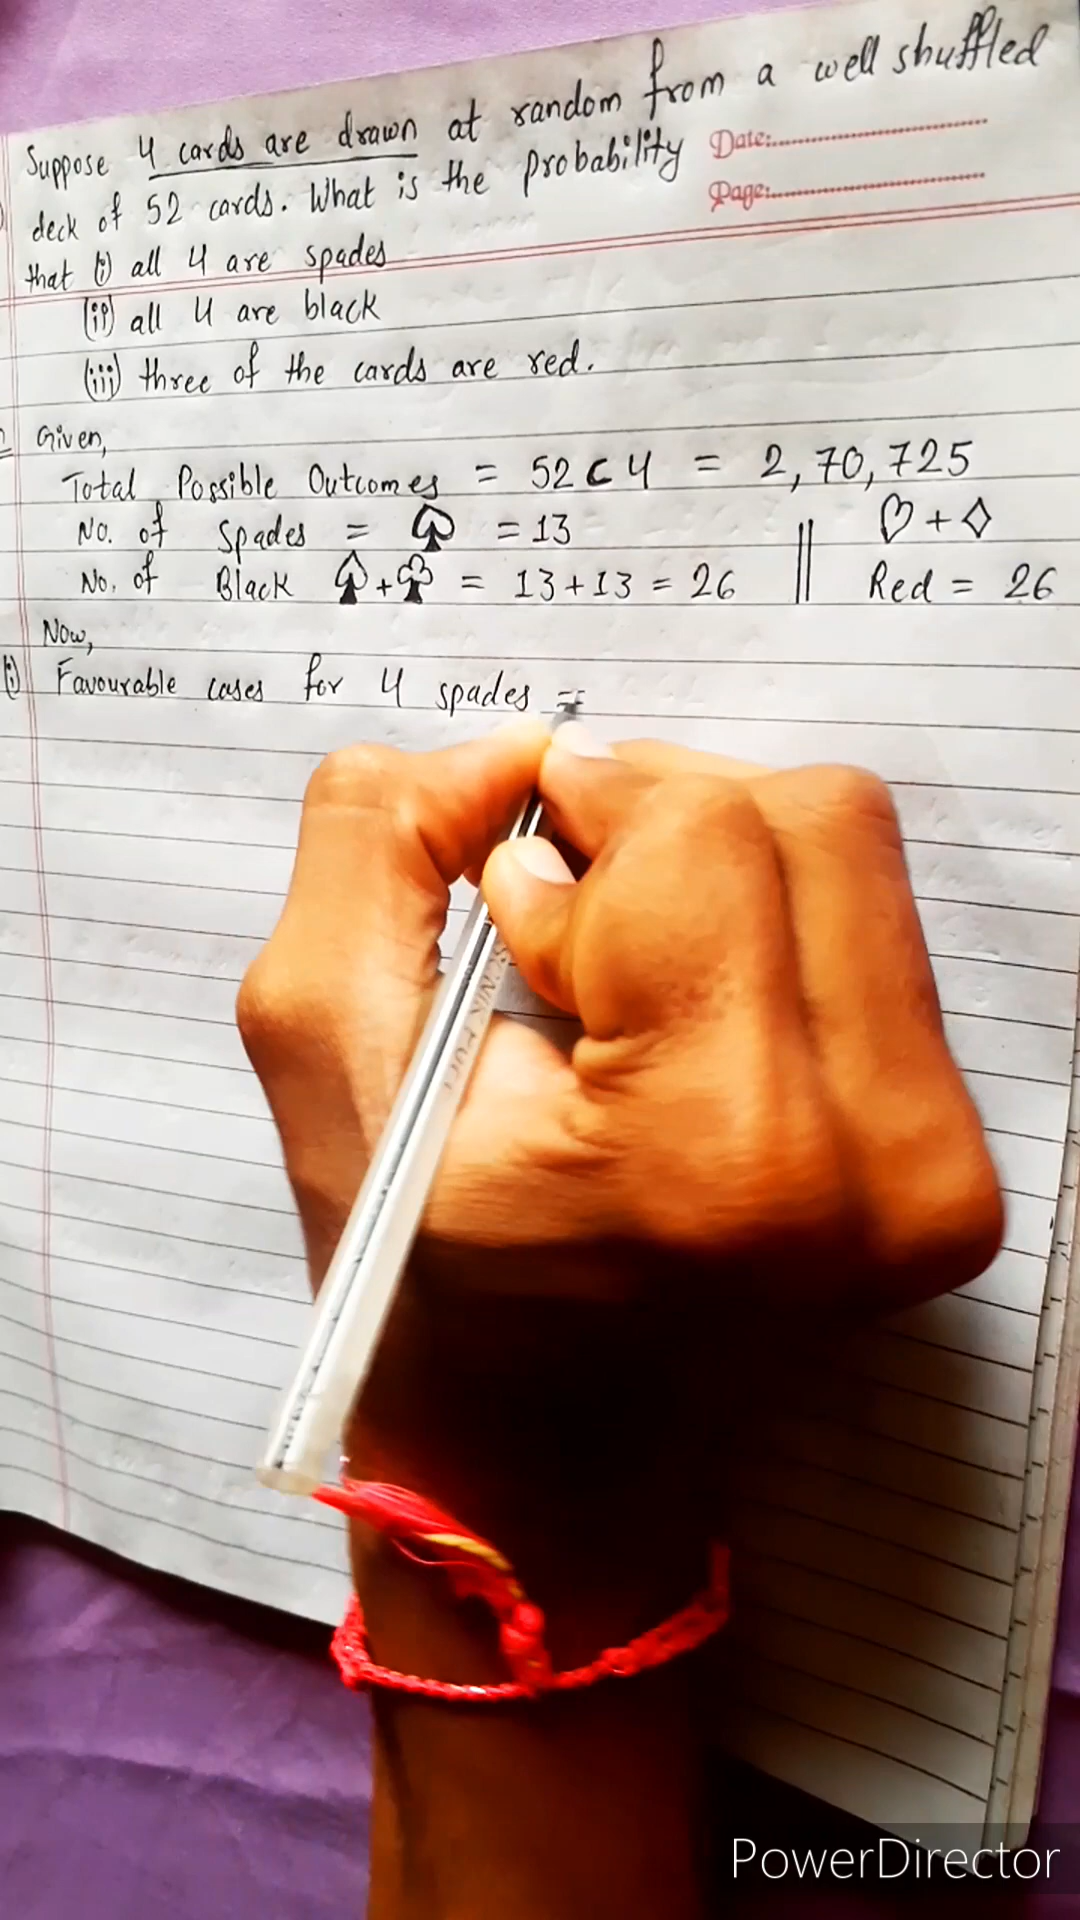 Suppose 4 cards are drawn at random from a well shuffled
deck of 52 cards. What is the probability
Date:
Page:
that (i) all 4 are spades
(ii) all 4 are black
(iii) three of the cards are red.
Given,
Total Possible Outcomes = 52C4 = 2,70,725
No. of Spades = ♠ = 13 || ♡ + ♢
No. of Black ♠ + ♣ = 13+13 = 26 || Red = 26
Now,
(i) Favourable cases for 4 spades =
PowerDirector